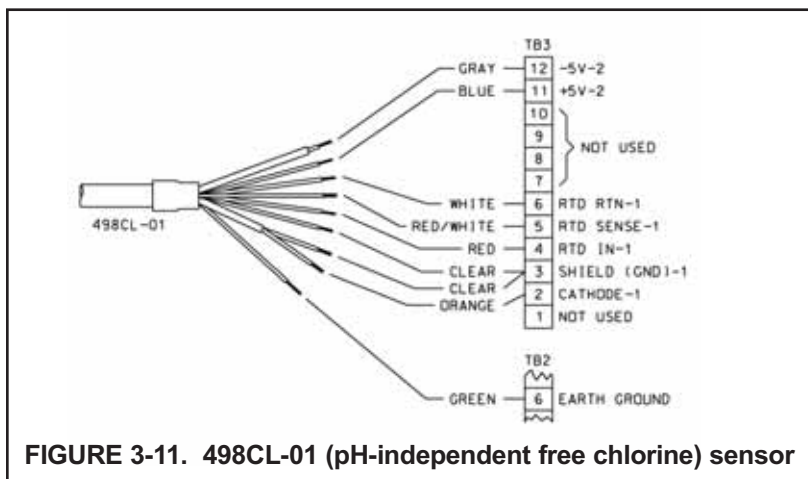 TB3
GRAY 12 -5V-2
BLUE 11 +5V-2
10
9
NOT USED
8
7
WHITE 6 RTD RTN-1
498CL-01
RED/WHITE 5 RTD SENSE-1
RED 4 RTD IN-1
CLEAR 3 SHIELD (GND)-1
CLEAR
ORANGE 2 CATHODE-1
1 NOT USED
TB2
GREEN 6 EARTH GROUND
FIGURE 3-11. 498CL-01 (pH-independent free chlorine) sensor